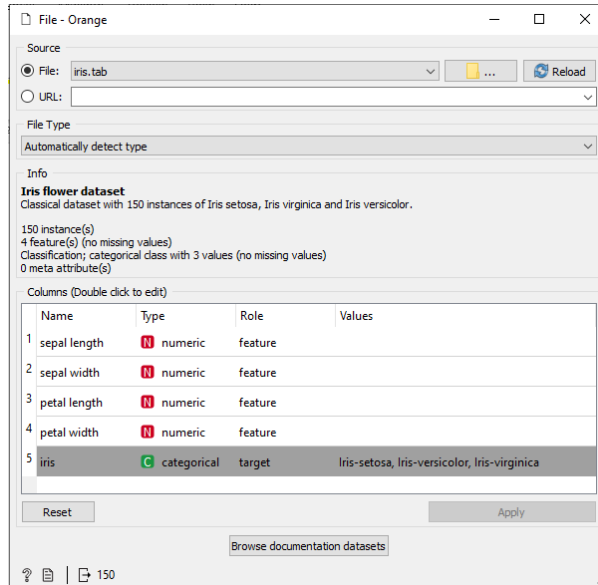 File - Orange
Source
File: iris.tab ... Reload
URL:
File Type
Automatically detect type
Info
Iris flower dataset
Classical dataset with 150 instances of Iris setosa, Iris virginica and Iris versicolor.
150 instance(s)
4 feature(s) (no missing values)
Classification; categorical class with 3 values (no missing values)
0 meta attribute(s)
Columns (Double click to edit)
Name Type Role Values
1 sepal length N numeric feature
2 sepal width N numeric feature
3 petal length N numeric feature
4 petal width N numeric feature
5 iris C categorical target Iris-setosa, Iris-versicolor, Iris-virginica
Reset Apply
Browse documentation datasets
? 150